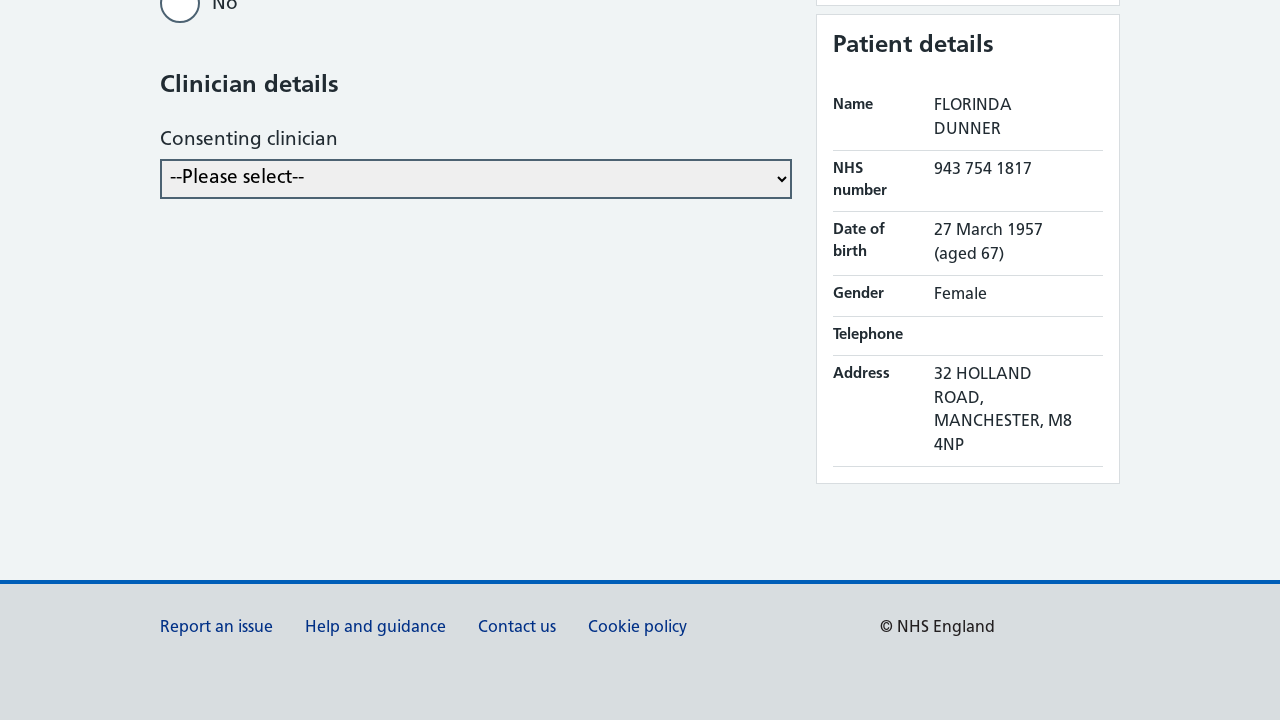 No
Clinician details
Consenting clinician
--Please select--
Patient details
Name FLORINDA
DUNNER
NHS 943 754 1817
number
Date of 27 March 1957
birth (aged 67)
Gender Female
Telephone
Address 32 HOLLAND
ROAD,
MANCHESTER, M8
4NP
Report an issue Help and guidance Contact us Cookie policy © NHS England